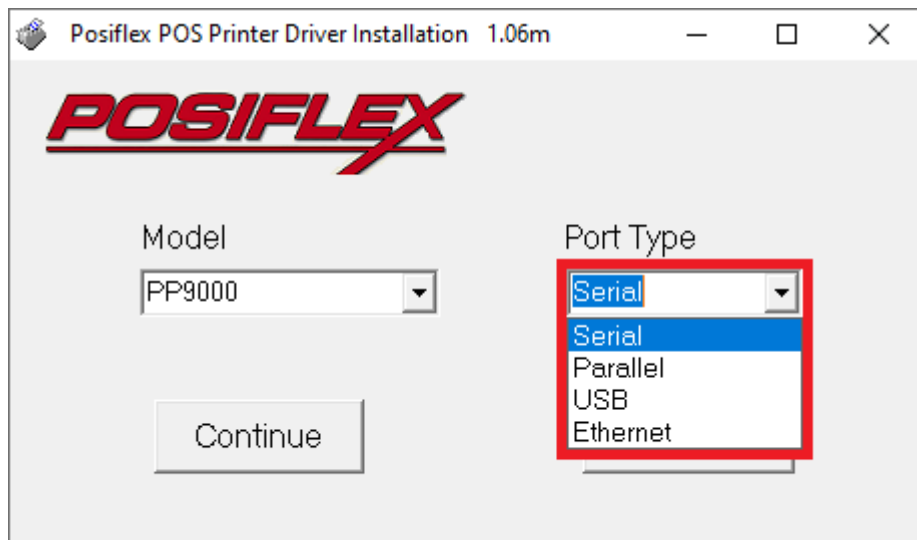 Posiflex POS Printer Driver Installation 1.06m
POSIFLEX
Model
Port Type
PP9000
Serial
Serial
Parallel
USB
Ethernet
Continue